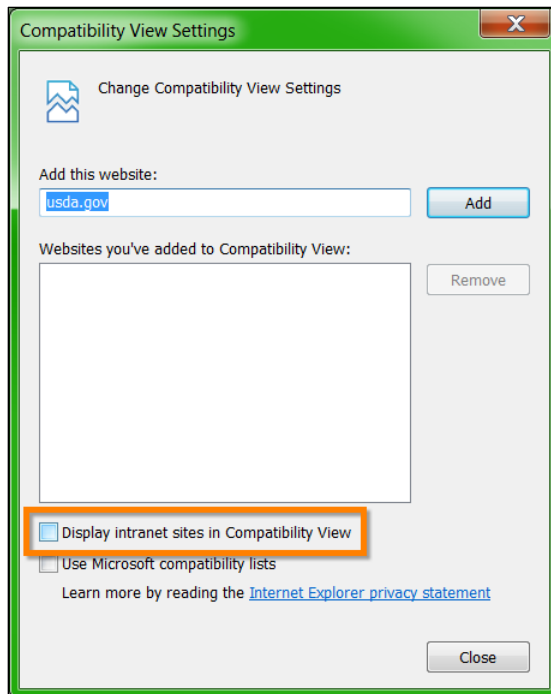 Compatibility View Settings
X
Change Compatibility View Settings
Add this website:
usda.gov
Add
Websites you've added to Compatibility View:
Remove
Display intranet sites in Compatibility View
Use Microsoft compatibility lists
Learn more by reading the Internet Explorer privacy statement
Close